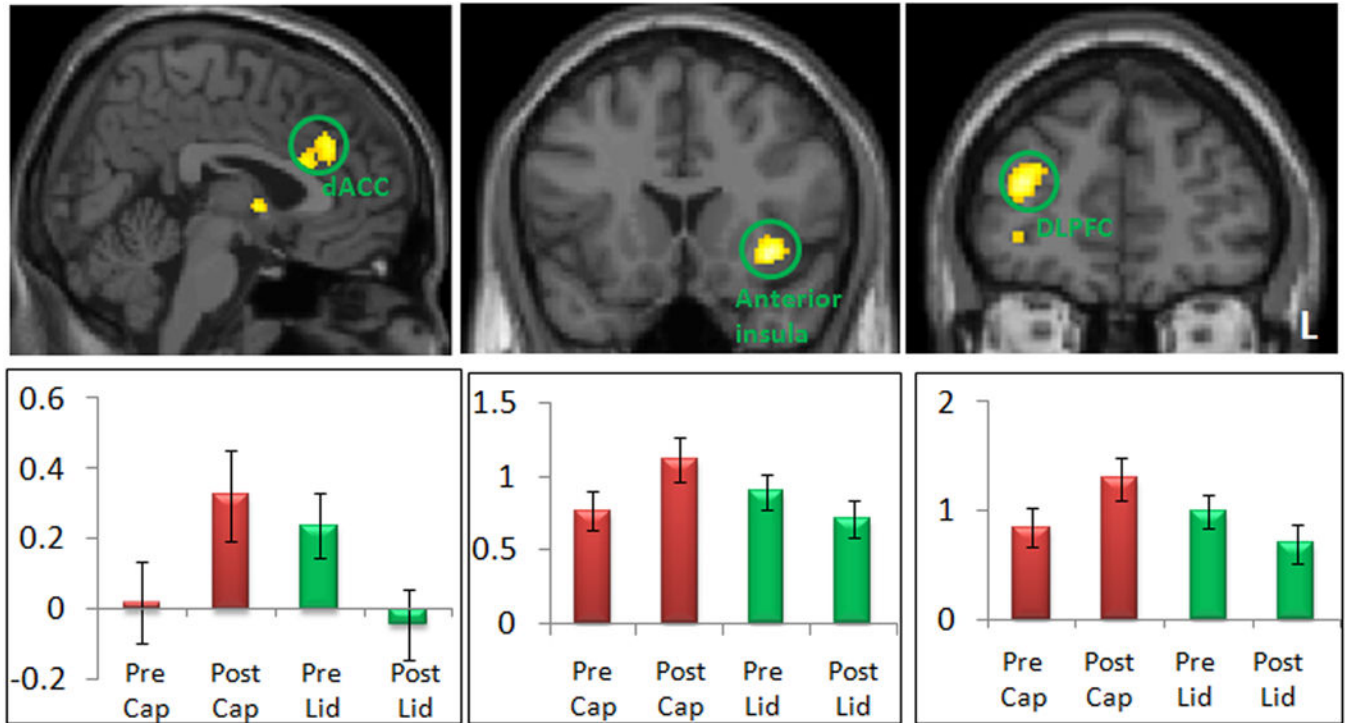 dACC
Anterior
insula
DLPFC
L
0.6
0.4
0.2
0
-0.2
Pre Post Pre Post
Cap Cap Lid Lid
1.5
1
0.5
0
Pre Post Pre Post
Cap Cap Lid Lid
2
1
0
Pre Post Pre Post
Cap Cap Lid Lid